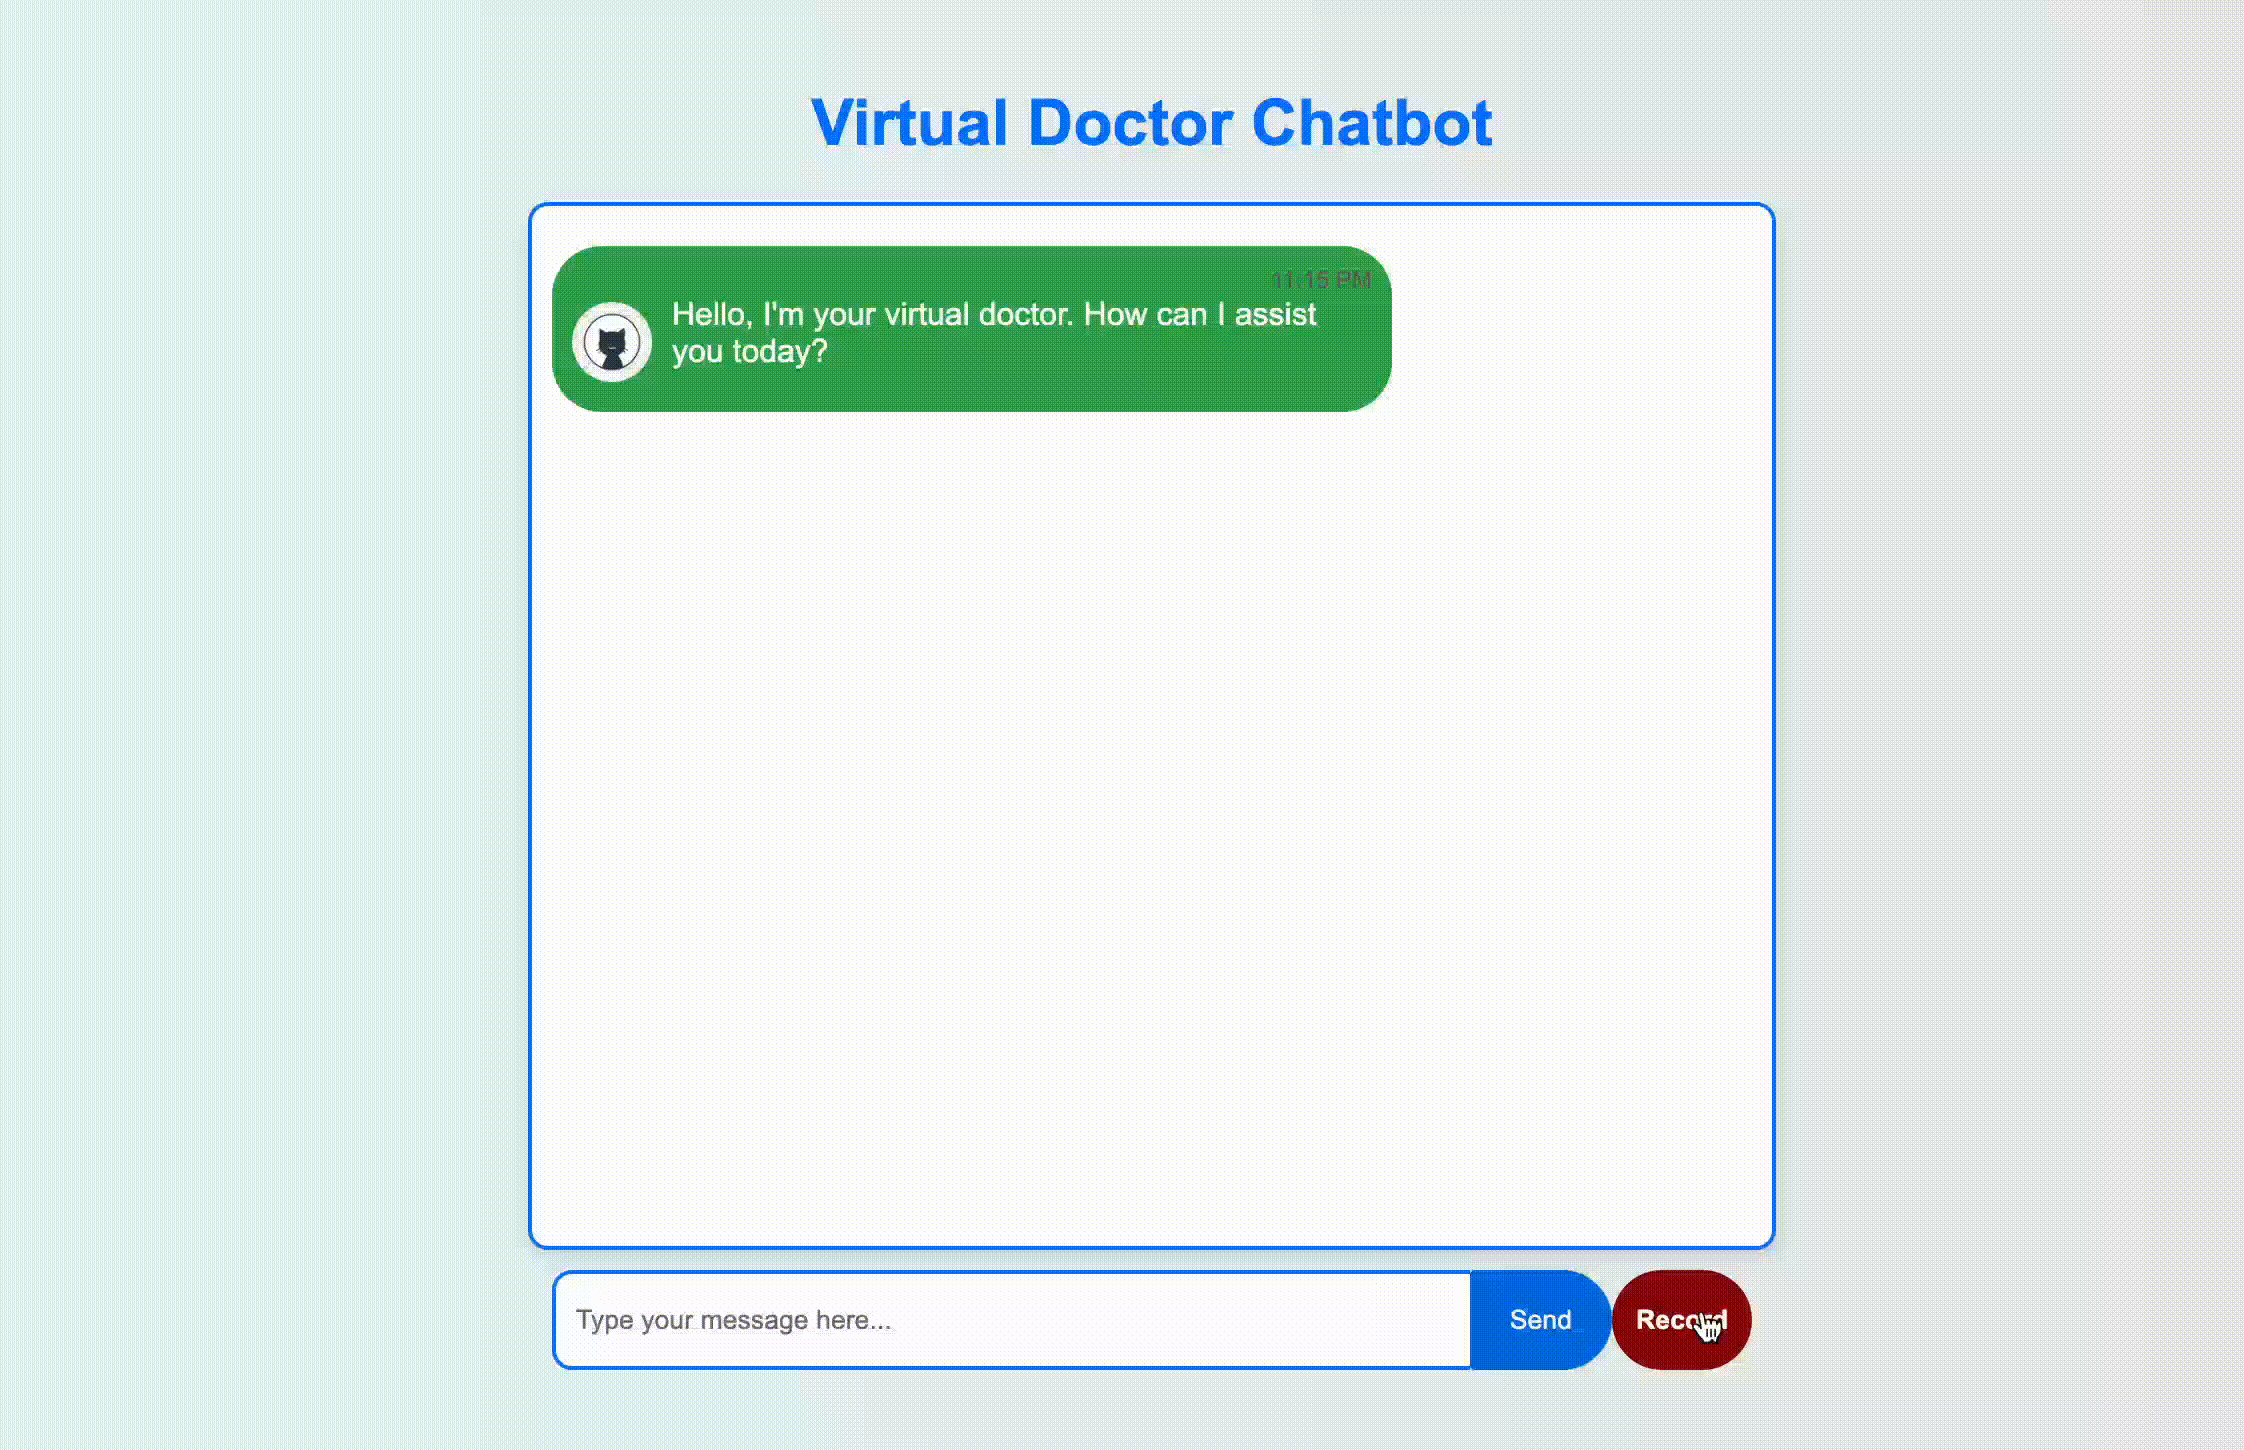 Virtual Doctor Chatbot
11:15 PM
Hello, I'm your virtual doctor. How can I assist
you today?
Type your message here...
Send
Record